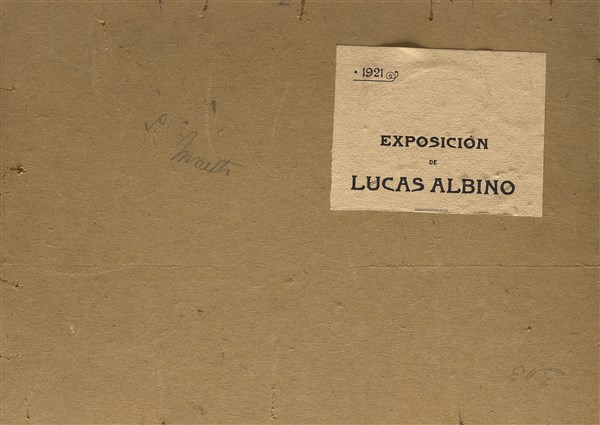 · 1921
EXPOSICIÓN
DE
LUCAS ALBINO